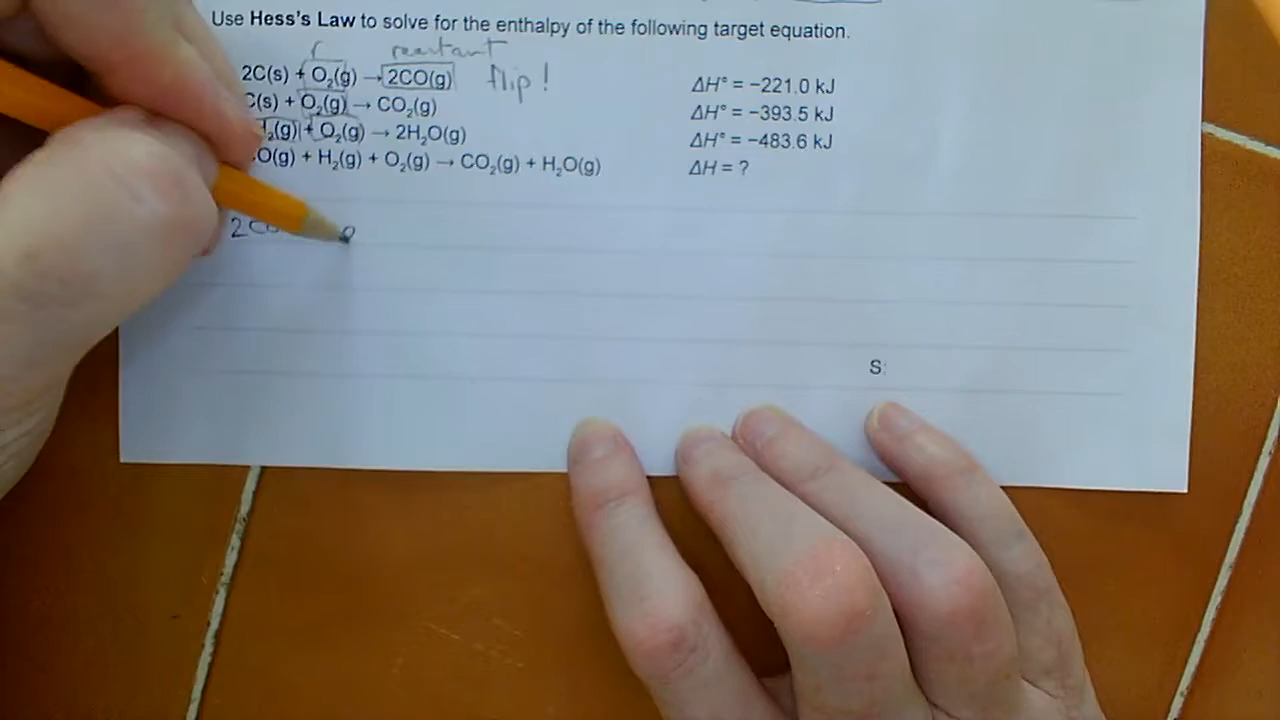 Use Hess's Law to solve for the enthalpy of the following target equation.
r reactant
2C(s) + O₂(g) → 2CO(g) flip! ΔH° = −221.0 kJ
C(s) + O₂(g) → CO₂(g) ΔH° = −393.5 kJ
₂(g) + O₂(g) → 2H₂O(g) ΔH° = −483.6 kJ
O(g) + H₂(g) + O₂(g) → CO₂(g) + H₂O(g) ΔH = ?
2C
S: